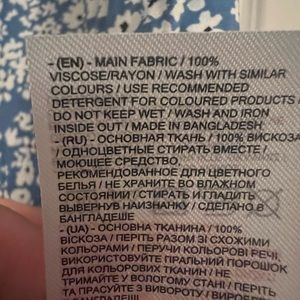 - (EN) - MAIN FABRIC / 100%
VISCOSE/RAYON / WASH WITH SIMILAR
COLOURS / USE RECOMMENDED
DETERGENT FOR COLOURED PRODUCTS /
DO NOT KEEP WET / WASH AND IRON
INSIDE OUT / MADE IN BANGLADESH
- (RU) - ОСНОВНАЯ ТКАНЬ / 100% ВИСКОЗА
/ ОДНОЦВЕТНЫЕ СТИРАТЬ ВМЕСТЕ /
МОЮЩЕЕ СРЕДСТВО,
РЕКОМЕНДОВАННОЕ ДЛЯ ЦВЕТНОГО
БЕЛЬЯ / НЕ ХРАНИТЕ ВО ВЛАЖНОМ
СОСТОЯНИИ / СТИРАТЬ И ГЛАДИТЬ
ВЫВЕРНУВ НАИЗНАНКУ / СДЕЛАНО В
БАНГЛАДЕШЕ
- (UA) - ОСНОВНА ТКАНИНА / 100%
ВІСКОЗА / ПЕРІТЬ РАЗОМ ЗІ СХОЖИМИ
КОЛЬОРАМИ / ПЕРУЧИ КОЛЬОРОВІ РЕЧІ,
ВИКОРИСТОВУЙТЕ ПРАЛЬНИЙ ПОРОШОК
ДЛЯ КОЛЬОРОВИХ ТКАНИН / НЕ
ТРИМАЙТЕ У ВОЛОГОМУ СТАНІ / ПЕРІТЬ
ТА ПРАСУЙТЕ З ВИВОРОТУ / ВИГОТОВЛЕНО